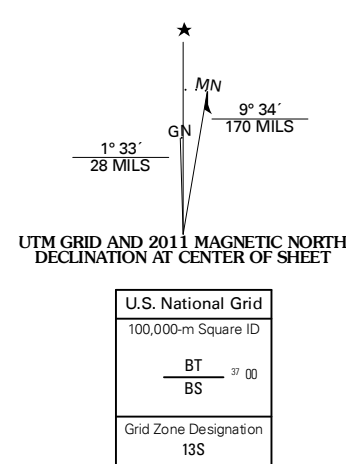 MN
9° 34´
170 MILS
GN
1° 33´
28 MILS
UTM GRID AND 2011 MAGNETIC NORTH
DECLINATION AT CENTER OF SHEET
U.S. National Grid
100,000-m Square ID
BT
37 00
BS
Grid Zone Designation
13S